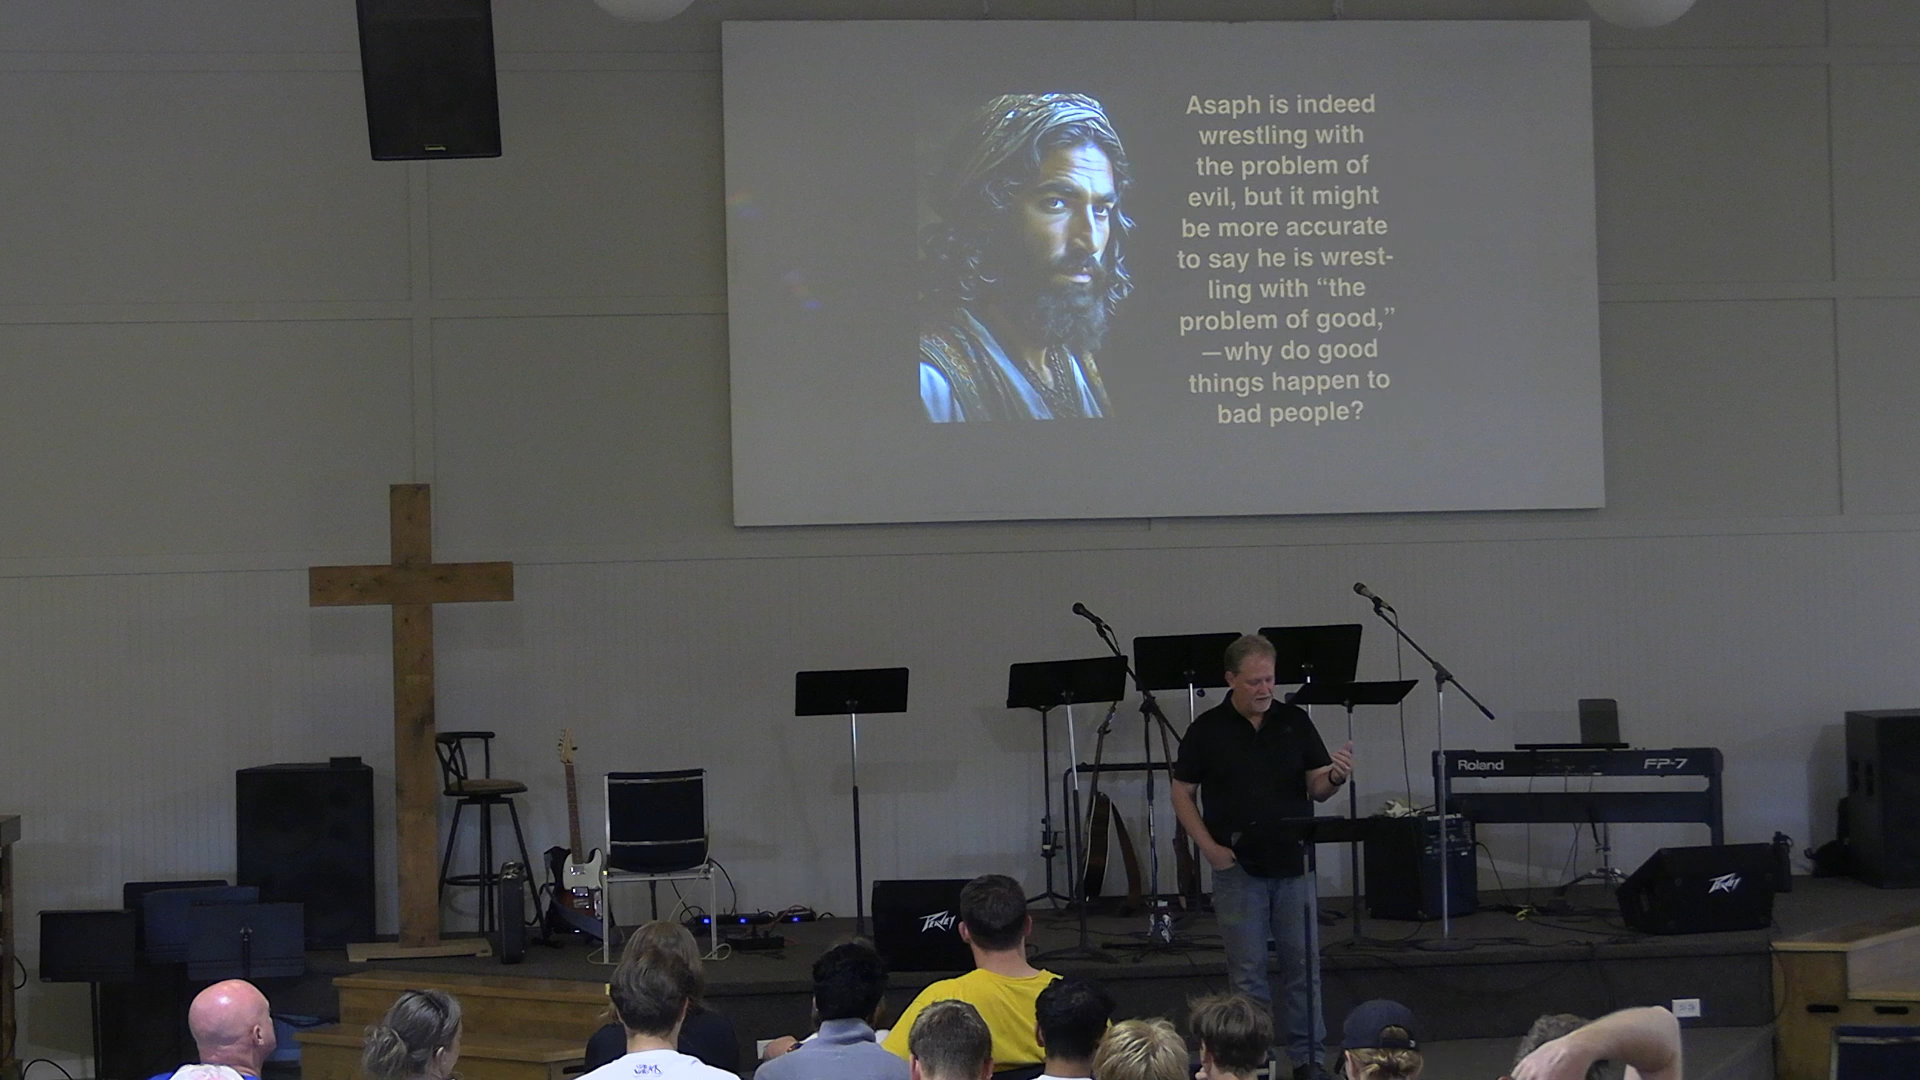 Asaph is indeed
wrestling with
the problem of
evil, but it might
be more accurate
to say he is wrest-
ling with “the
problem of good,”
—why do good
things happen to
bad people?
Roland
FP-7
PEAVEY
PEAVEY